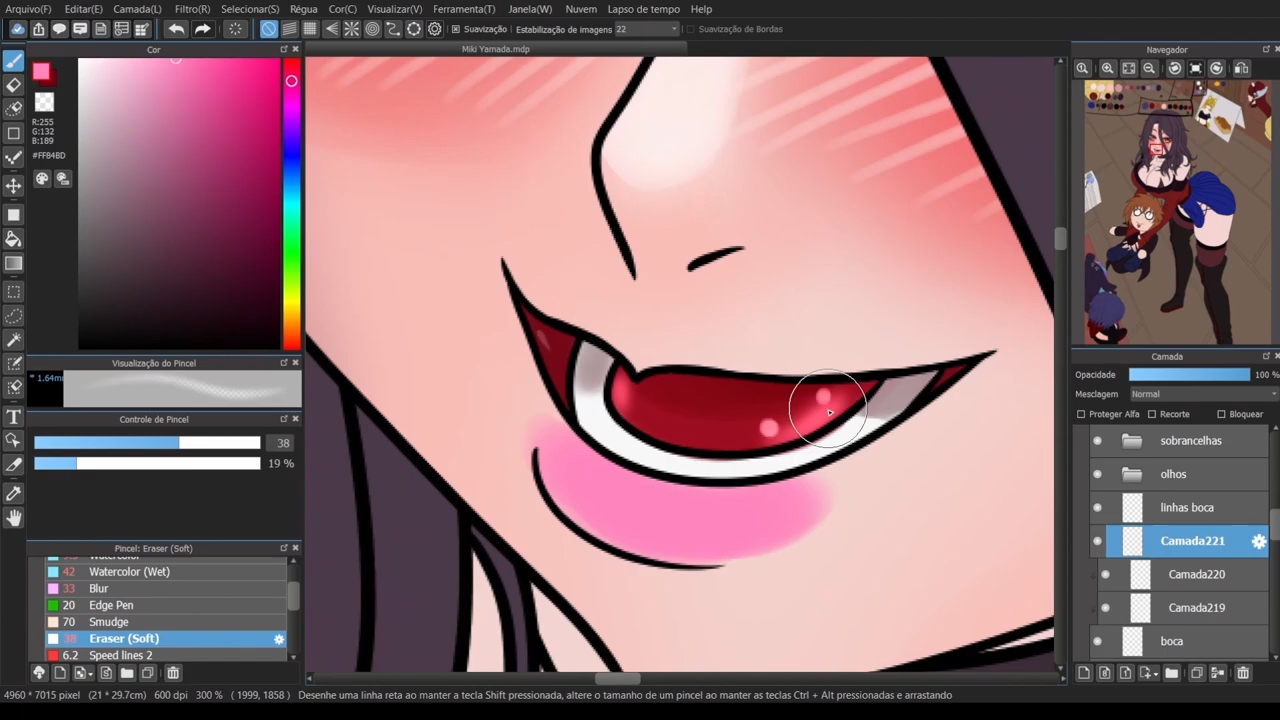 Arquivo(F) Editar(E) Camada(L) Filtro(R) Selecionar(S) Régua Cor(C) Visualizar(V) Ferramenta(T) Janela(W) Nuvem Lapso de tempo Help
Suavização Estabilização de imagens 22 Suavização de Bordas
Cor
Miki Yamada.mdp
Navegador
R:255
G:132
B:189
#FF84BD
Visualização do Pincel
* 1.64mm
Controle de Pincel
38
19 %
Pincel: Eraser (Soft)
Watercolor
42 Watercolor (Wet)
33 Blur
20 Edge Pen
70 Smudge
38 Eraser (Soft)
6.2 Speed lines 2
Camada
Opacidade 100 %
Mesclagem Normal
Proteger Alfa Recorte Bloquear
sobrancelhas
olhos
linhas boca
Camada221
Camada220
Camada219
boca
4960 * 7015 pixel (21 * 29.7cm) 600 dpi 300 % ( 1999, 1858 ) Desenhe uma linha reta ao manter a tecla Shift pressionada, altere o tamanho de um pincel ao manter as teclas Ctrl + Alt pressionadas e arrastando